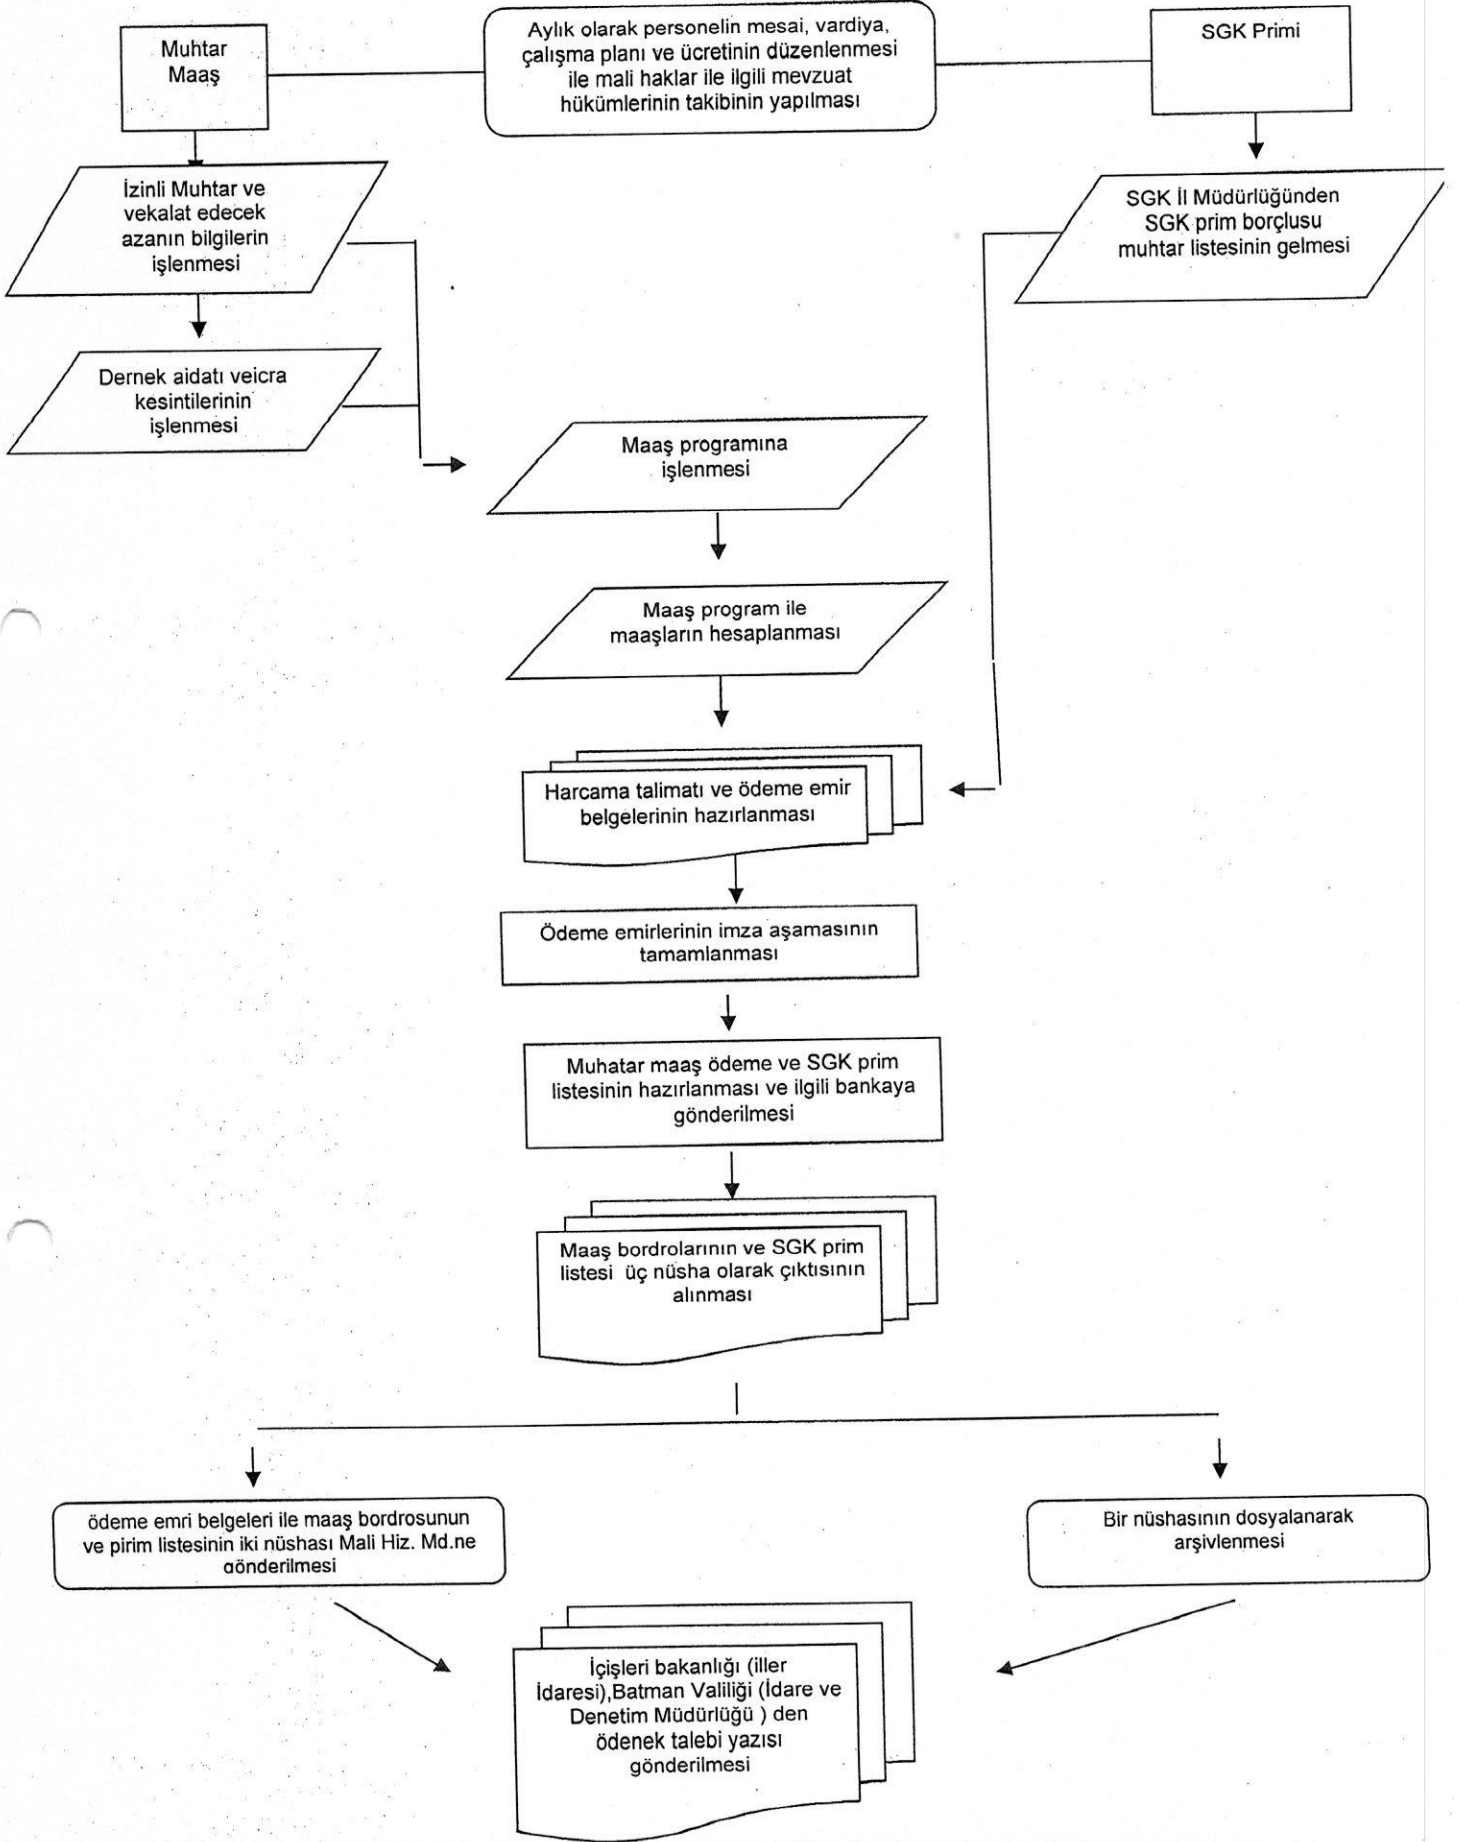 Muhtar
Maaş
Aylık olarak personelin mesai, vardiya,
çalışma planı ve ücretinin düzenlenmesi
ile mali haklar ile ilgili mevzuat
hükümlerinin takibinin yapılması
SGK Primi
İzinli Muhtar ve
vekalat edecek
azanın bilgilerin
işlenmesi
SGK İl Müdürlüğünden
SGK prim borçlusu
muhtar listesinin gelmesi
Dernek aidatı veicra
kesintilerinin
işlenmesi
Maaş programına
işlenmesi
Maaş program ile
maaşların hesaplanması
Harcama talimatı ve ödeme emir
belgelerinin hazırlanması
Ödeme emirlerinin imza aşamasının
tamamlanması
Muhatar maaş ödeme ve SGK prim
listesinin hazırlanması ve ilgili bankaya
gönderilmesi
Maaş bordrolarının ve SGK prim
listesi üç nüsha olarak çıktısının
alınması
ödeme emri belgeleri ile maaş bordrosunun
ve pirim listesinin iki nüshası Mali Hiz. Md.ne
gönderilmesi
Bir nüshasının dosyalanarak
arşivlenmesi
İçişleri bakanlığı (iller
İdaresi),Batman Valiliği (İdare ve
Denetim Müdürlüğü ) den
ödenek talebi yazısı
gönderilmesi